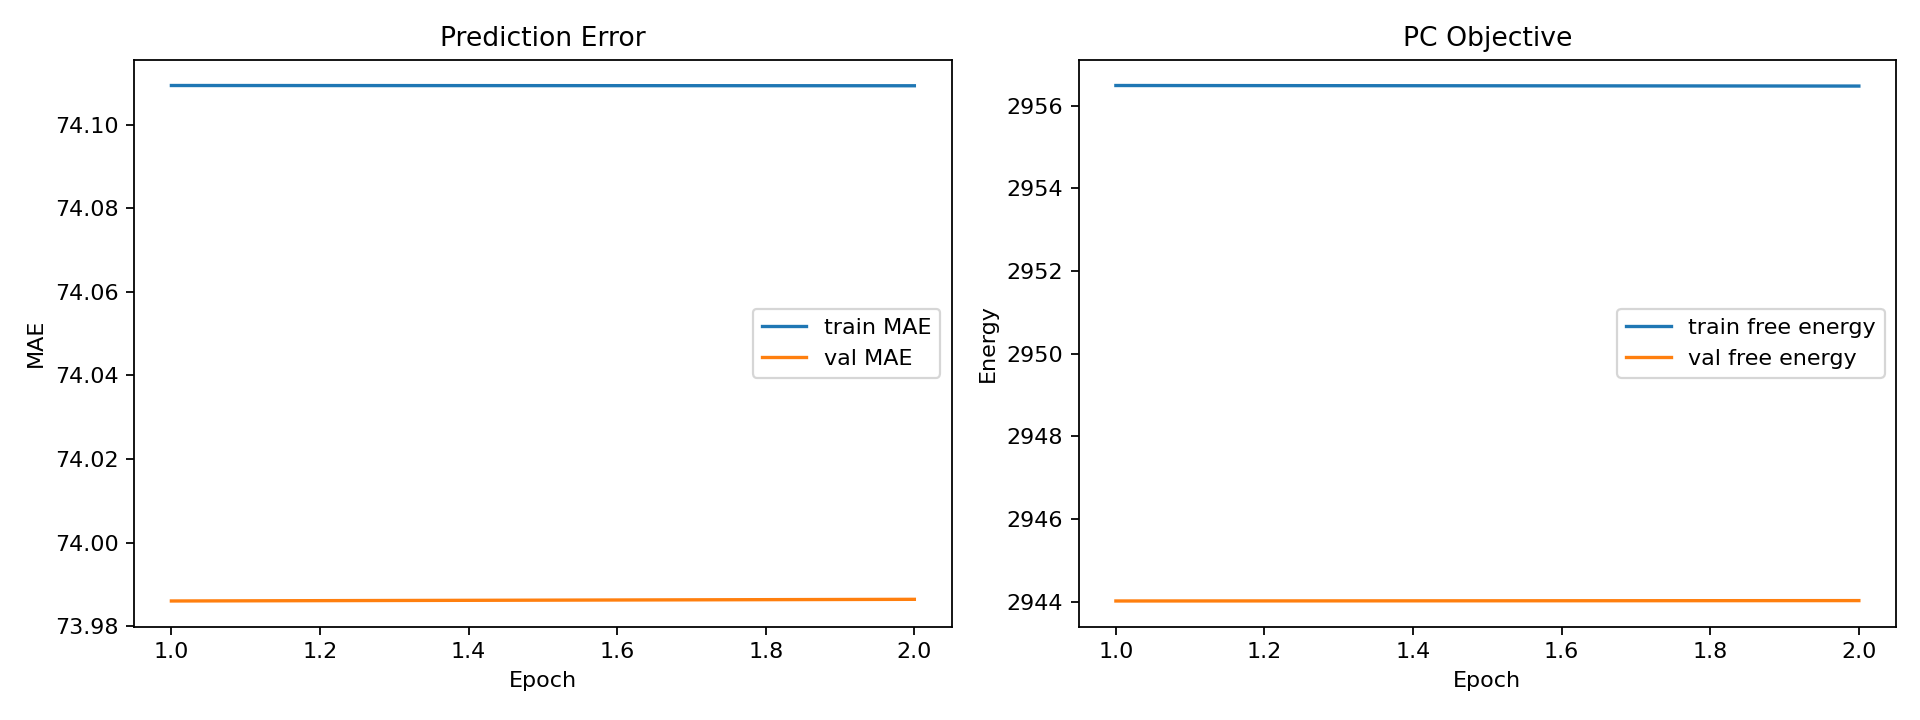 Prediction Error
MAE
74.10
74.08
74.06
74.04
74.02
74.00
73.98
train MAE
val MAE
1.0 1.2 1.4 1.6 1.8 2.0
Epoch
PC Objective
Energy
2956
2954
2952
2950
2948
2946
2944
train free energy
val free energy
1.0 1.2 1.4 1.6 1.8 2.0
Epoch